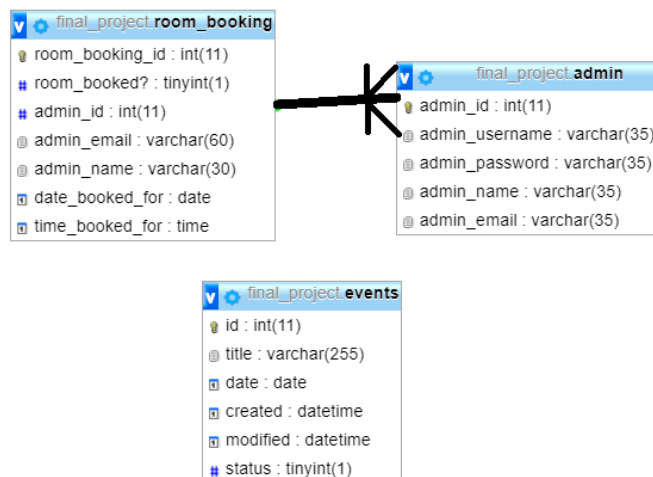 final_project.room_booking
room_booking_id : int(11)
room_booked? : tinyint(1)
admin_id : int(11)
admin_email : varchar(60)
admin_name : varchar(30)
date_booked_for : date
time_booked_for : time
final_project.admin
admin_id : int(11)
admin_username : varchar(35)
admin_password : varchar(35)
admin_name : varchar(35)
admin_email : varchar(35)
final_project.events
id : int(11)
title : varchar(255)
date : date
created : datetime
modified : datetime
status : tinyint(1)